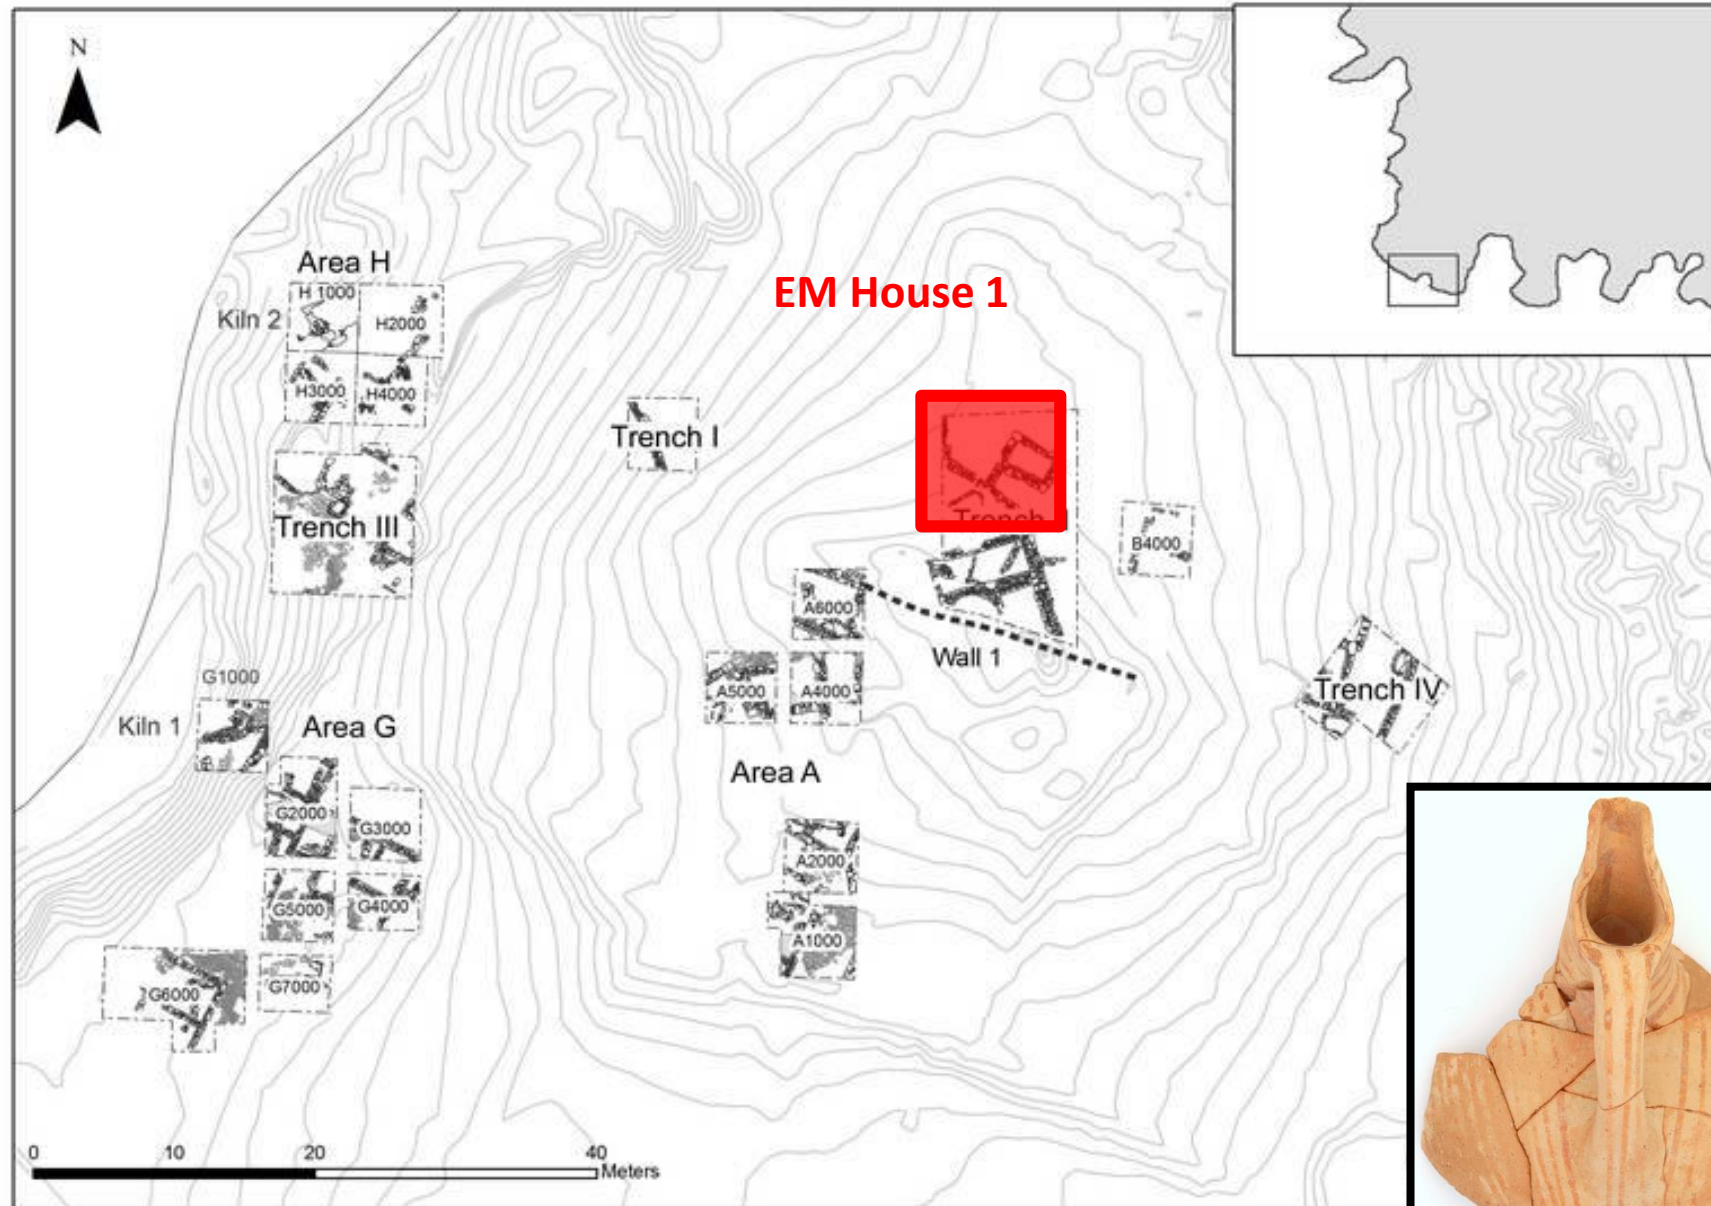 N
Area H
H 1000
Kiln 2
H2000
H3000
H4000
EM House 1
Trench I
Trench III
Trench
B4000
A6000
Wall 1
A5000
A4000
Trench IV
G1000
Kiln 1
Area G
Area A
G2000
G3000
A2000
G5000
G4000
A1000
G6000
G7000
0 10 20 40
Meters